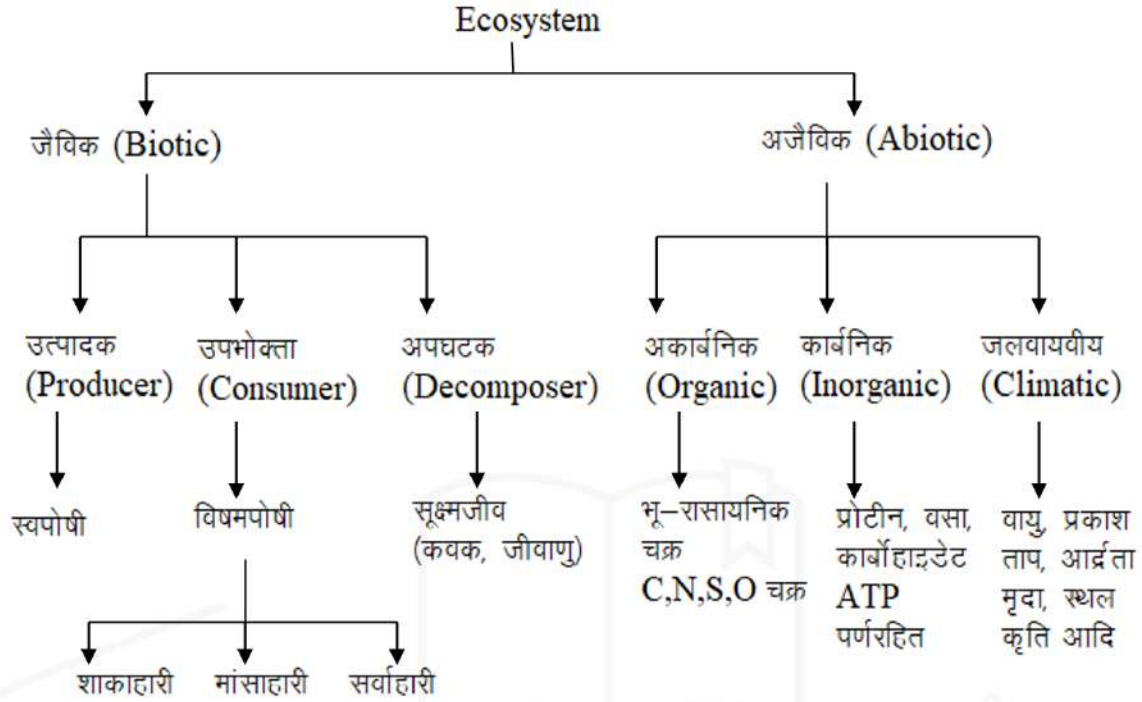 Ecosystem
जैविक (Biotic)
अजैविक (Abiotic)
उत्पादक
(Producer)
उपभोक्ता
(Consumer)
अपघटक
(Decomposer)
अकार्बनिक
(Organic)
कार्बनिक
(Inorganic)
जलवायवीय
(Climatic)
स्वपोषी
विषमपोषी
सूक्ष्मजीव
(कवक, जीवाणु)
भू–रासायनिक
चक्र
C,N,S,O चक्र
प्रोटीन, वसा,
कार्बोहाइडेट
ATP
पर्णरहित
वायु, प्रकाश
ताप, आर्द्रता
मृदा, स्थल
कृति आदि
शाकाहारी
मांसाहारी
सर्वाहारी